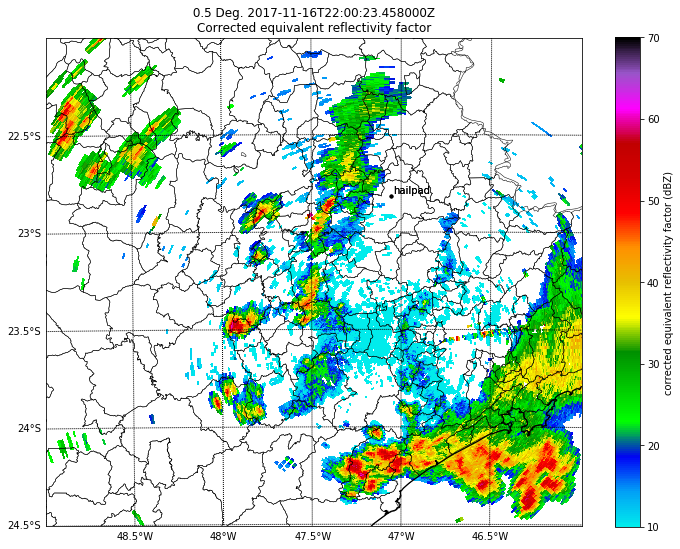 0.5 Deg. 2017-11-16T22:00:23.458000Z
Corrected equivalent reflectivity factor
70
60
50
40
30
20
10
corrected equivalent reflectivity factor (dBZ)
22.5°S
23°S
23.5°S
24°S
24.5°S
hailpad
48.5°W
48°W
47.5°W
47°W
46.5°W